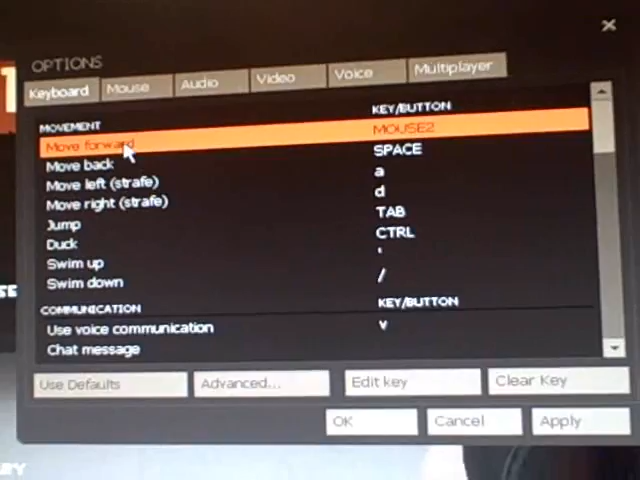 OPTIONS
Keyboard Mouse Audio Video Voice Multiplayer
MOVEMENT KEY/BUTTON
Move forward MOUSE2
Move back SPACE
Move left (strafe) a
Move right (strafe) d
Jump TAB
Duck CTRL
Swim up '
Swim down /
COMMUNICATION KEY/BUTTON
Use voice communication v
Chat message
Use Defaults Advanced... Edit key Clear Key
OK Cancel Apply